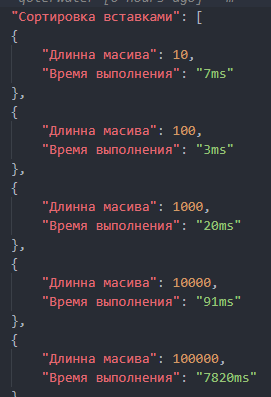 "Сортировка вставками": [
{
"Длинна масива": 10,
"Время выполнения": "7ms"
},
{
"Длинна масива": 100,
"Время выполнения": "3ms"
},
{
"Длинна масива": 1000,
"Время выполнения": "20ms"
},
{
"Длинна масива": 10000,
"Время выполнения": "91ms"
},
{
"Длинна масива": 100000,
"Время выполнения": "7820ms"
}